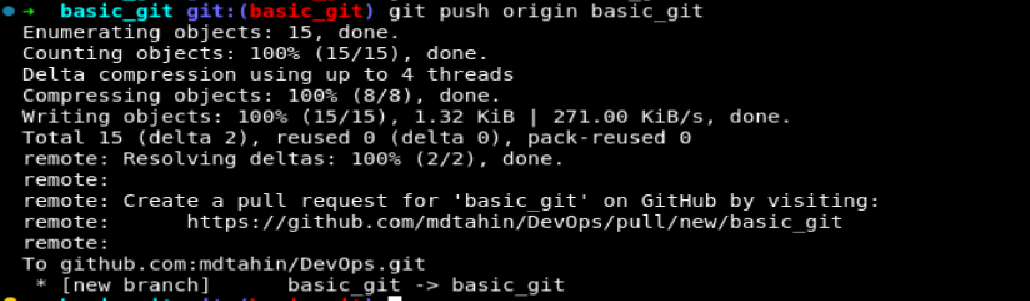 → basic_git git:(basic_git) git push origin basic_git
Enumerating objects: 15, done.
Counting objects: 100% (15/15), done.
Delta compression using up to 4 threads
Compressing objects: 100% (8/8), done.
Writing objects: 100% (15/15), 1.32 KiB | 271.00 KiB/s, done.
Total 15 (delta 2), reused 0 (delta 0), pack-reused 0
remote: Resolving deltas: 100% (2/2), done.
remote:
remote: Create a pull request for 'basic_git' on GitHub by visiting:
remote:      https://github.com/mdtahin/DevOps/pull/new/basic_git
remote:
To github.com:mdtahin/DevOps.git
 * [new branch]      basic_git -> basic_git